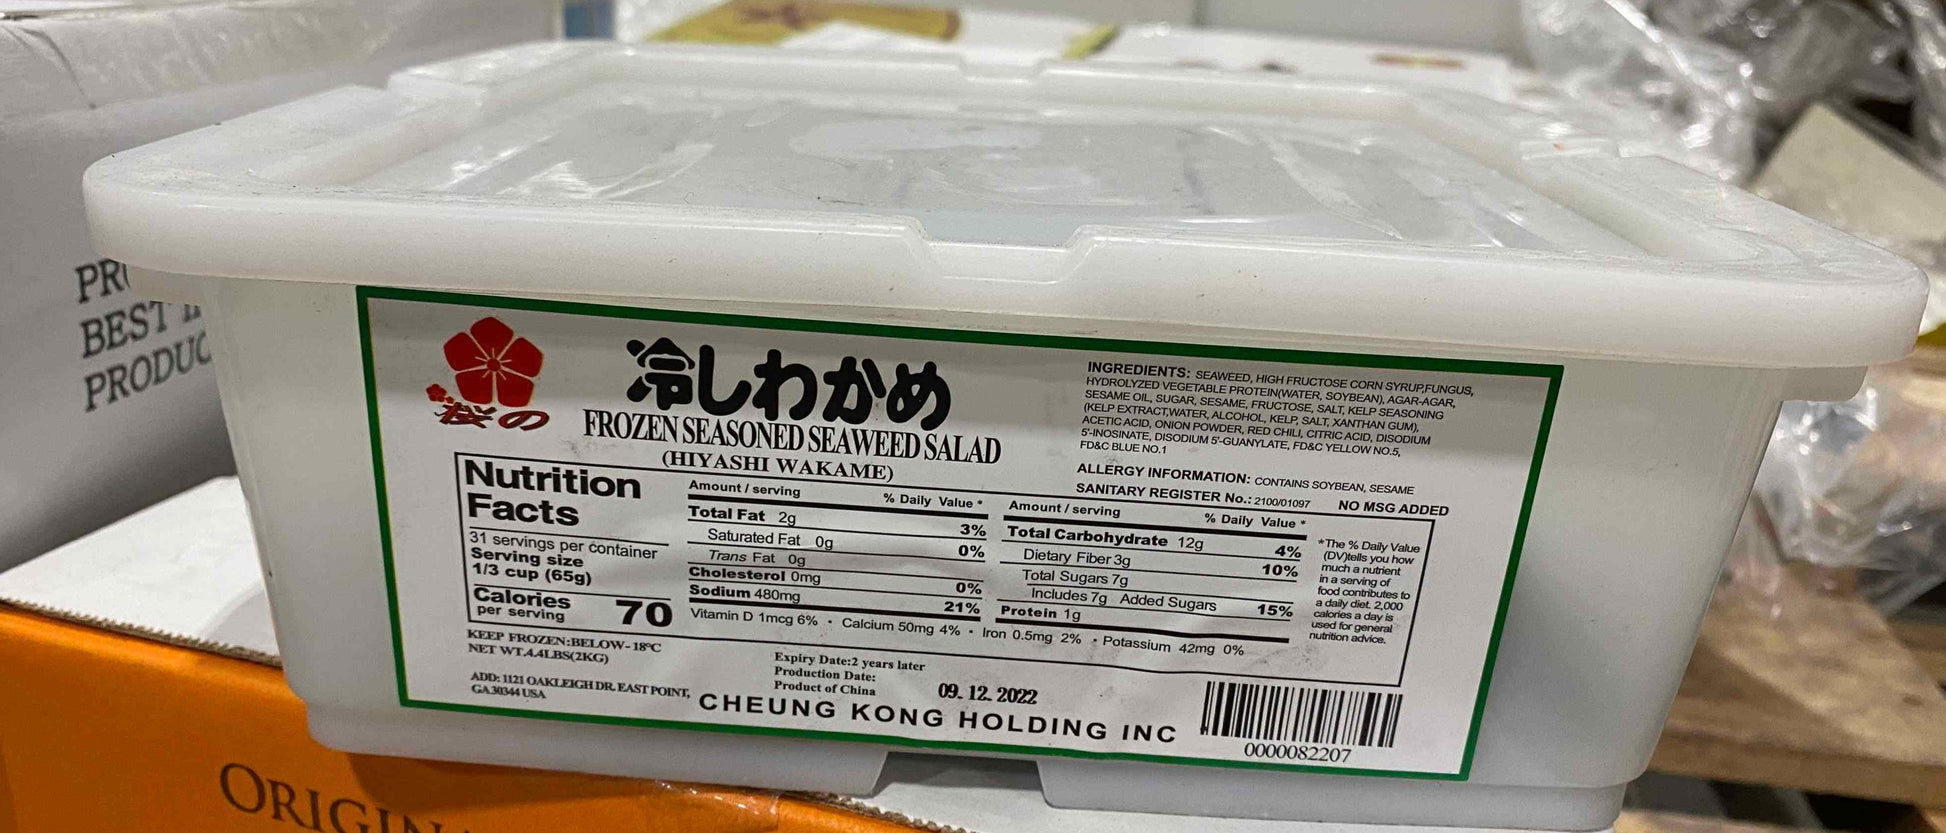 PR
BEST
PRODUC
桜の
冷しわかめ
FROZEN SEASONED SEAWEED SALAD
(HIYASHI WAKAME)
INGREDIENTS: SEAWEED, HIGH FRUCTOSE CORN SYRUP,FUNGUS,
HYDROLYZED VEGETABLE PROTEIN(WATER, SOYBEAN), AGAR-AGAR,
SESAME OIL, SUGAR, SESAME, FRUCTOSE, SALT, KELP SEASONING
(KELP EXTRACT,WATER, ALCOHOL, KELP, SALT, XANTHAN GUM),
ACETIC ACID, ONION POWDER, RED CHILI, CITRIC ACID, DISODIUM
5'-INOSINATE, DISODIUM 5'-GUANYLATE, FD&C YELLOW NO.5,
FD&C BLUE NO.1
ALLERGY INFORMATION: CONTAINS SOYBEAN, SESAME
SANITARY REGISTER No.: 2100/01097 NO MSG ADDED
Nutrition
Facts
31 servings per container
Serving size
1/3 cup (65g)
Calories
per serving 70
Amount / serving % Daily Value *
Total Fat 2g 3%
Saturated Fat 0g 0%
Trans Fat 0g
Cholesterol 0mg 0%
Sodium 480mg 21%
Amount / serving % Daily Value *
Total Carbohydrate 12g 4%
Dietary Fiber 3g 10%
Total Sugars 7g
Includes 7g Added Sugars 15%
Protein 1g
Vitamin D 1mcg 6% • Calcium 50mg 4% • Iron 0.5mg 2% • Potassium 42mg 0%
*The % Daily Value
(DV)tells you how
much a nutrient
in a serving of
food contributes to
a daily diet. 2,000
calories a day is
used for general
nutrition advice.
KEEP FROZEN:BELOW-18℃
NET WT.4.4LBS(2KG)
Expiry Date:2 years later
Production Date:
Product of China
09. 12. 2022
ADD: 1121 OAKLEIGH DR. EAST POINT,
GA 30344 USA
CHEUNG KONG HOLDING INC
0000082207
ORIGIN